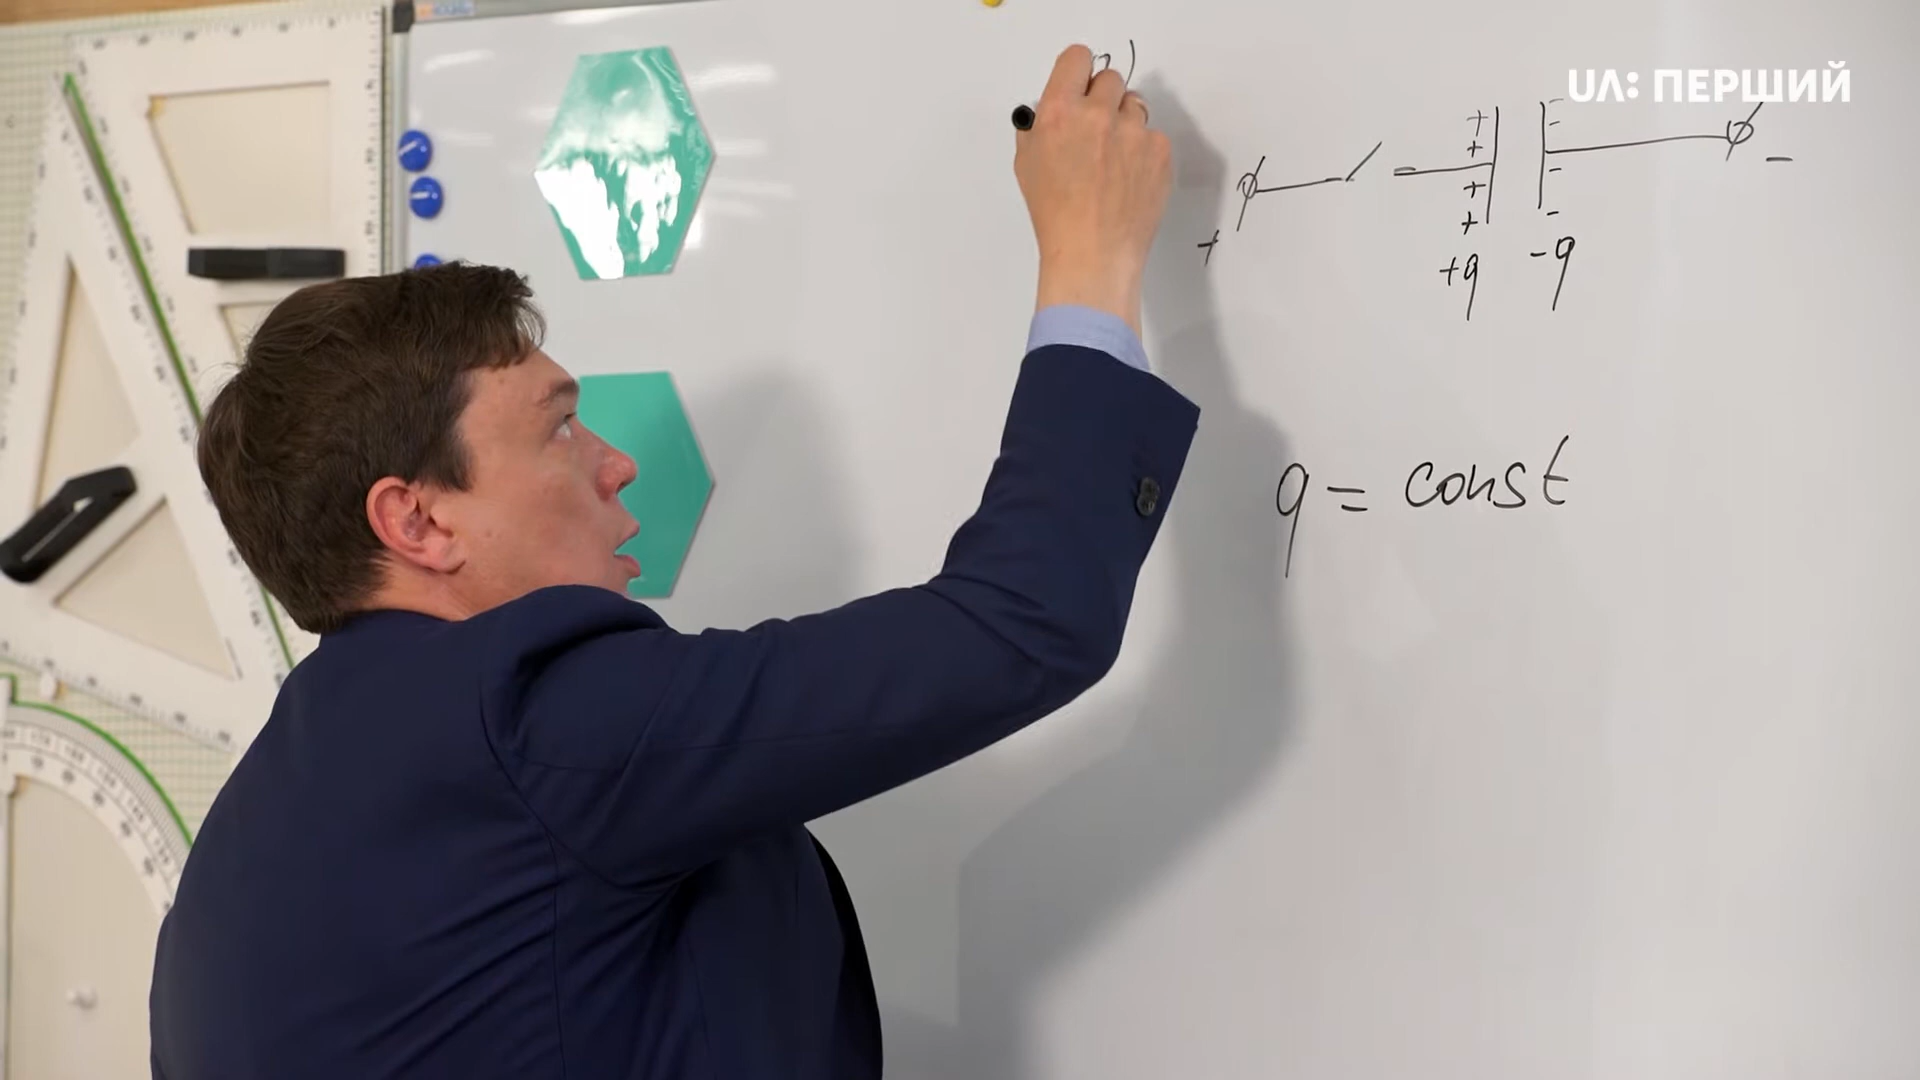 UA: ПЕРШИЙ
+ -
+ -
+ -
+ -
+ -
+q -q
q = const